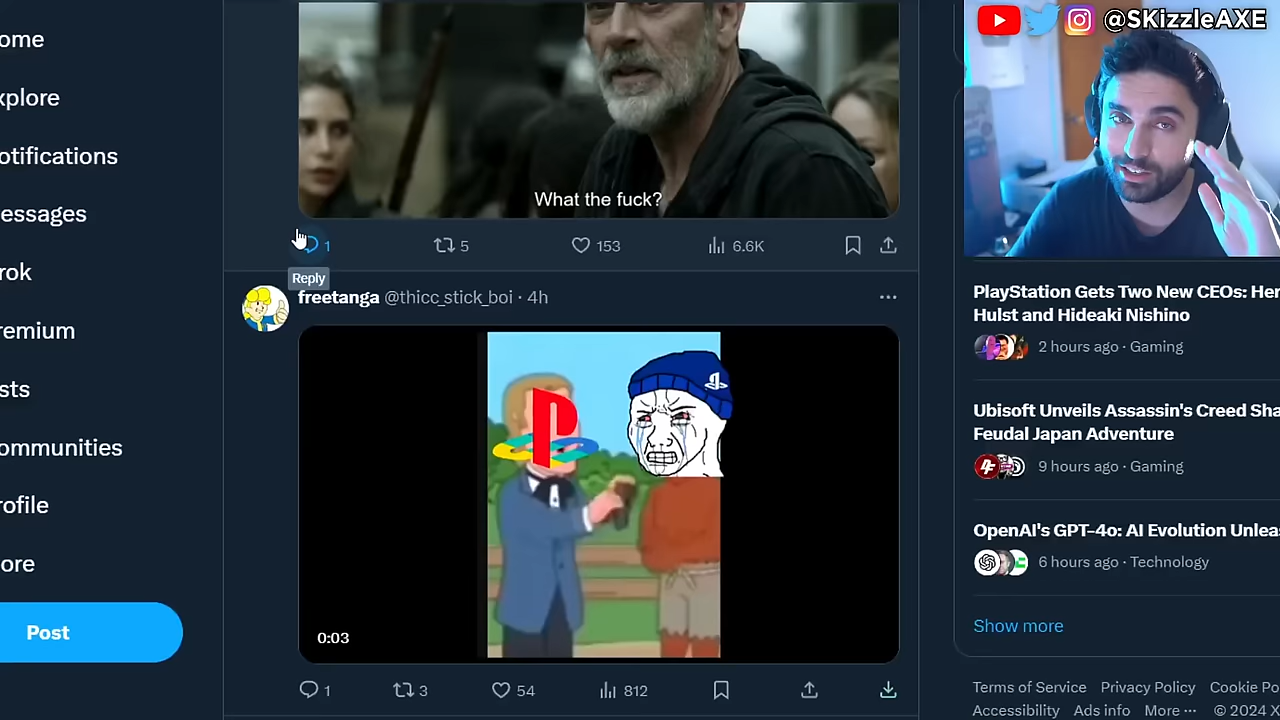 @SKizzleAXE
ome
xplore
otifications
essages
rok
remium
sts
ommunities
rofile
ore
Post
What the fuck?
1
5
153
6.6K
Reply
freetanga @thicc_stick_boi · 4h
0:03
1
3
54
812
PlayStation Gets Two New CEOs: Her
Hulst and Hideaki Nishino
2 hours ago · Gaming
Ubisoft Unveils Assassin's Creed Sha
Feudal Japan Adventure
9 hours ago · Gaming
OpenAI's GPT-4o: AI Evolution Unlea
6 hours ago · Technology
Show more
Terms of Service Privacy Policy Cookie Po
Accessibility Ads info More ··· © 2024 X